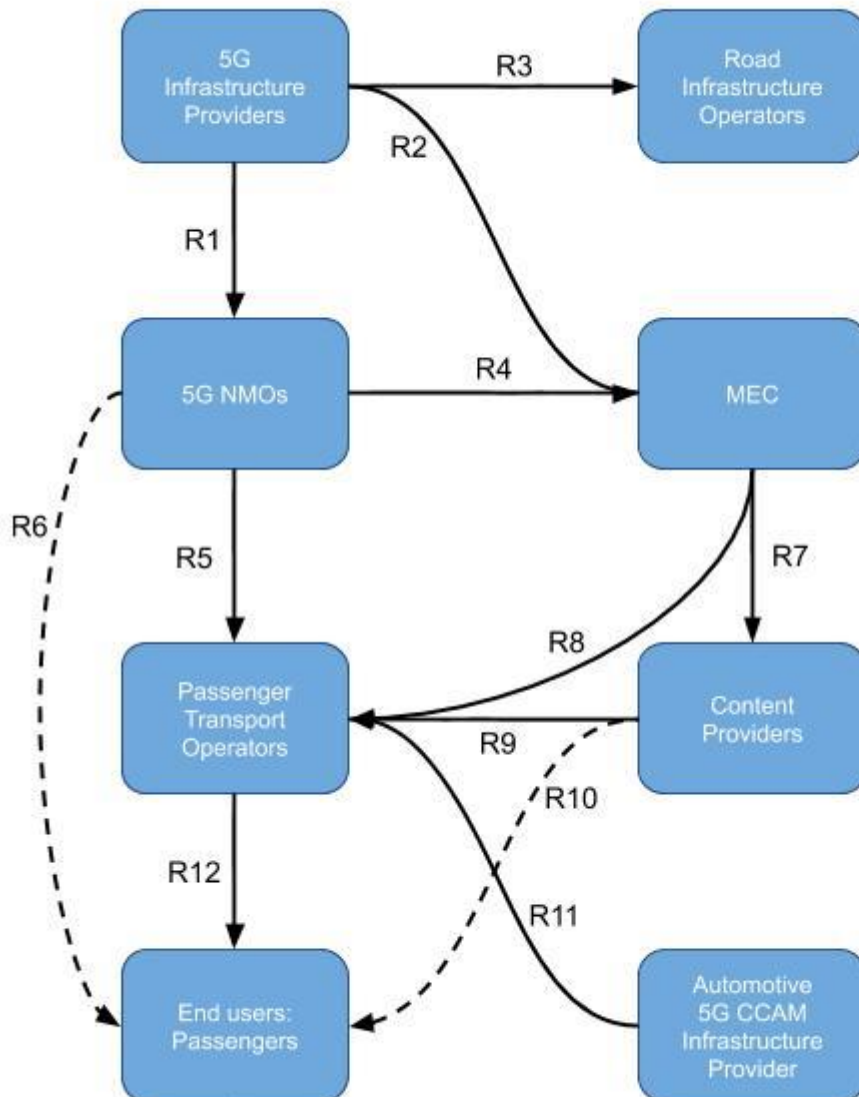 5G
Infrastructure
Providers
R3
Road
Infrastructure
Operators
R2
R1
5G NMOs
R4
MEC
R6
R5
R7
R8
Passenger
Transport
Operators
R9
Content
Providers
R10
R12
R11
End users:
Passengers
Automotive
5G CCAM
Infrastructure
Provider